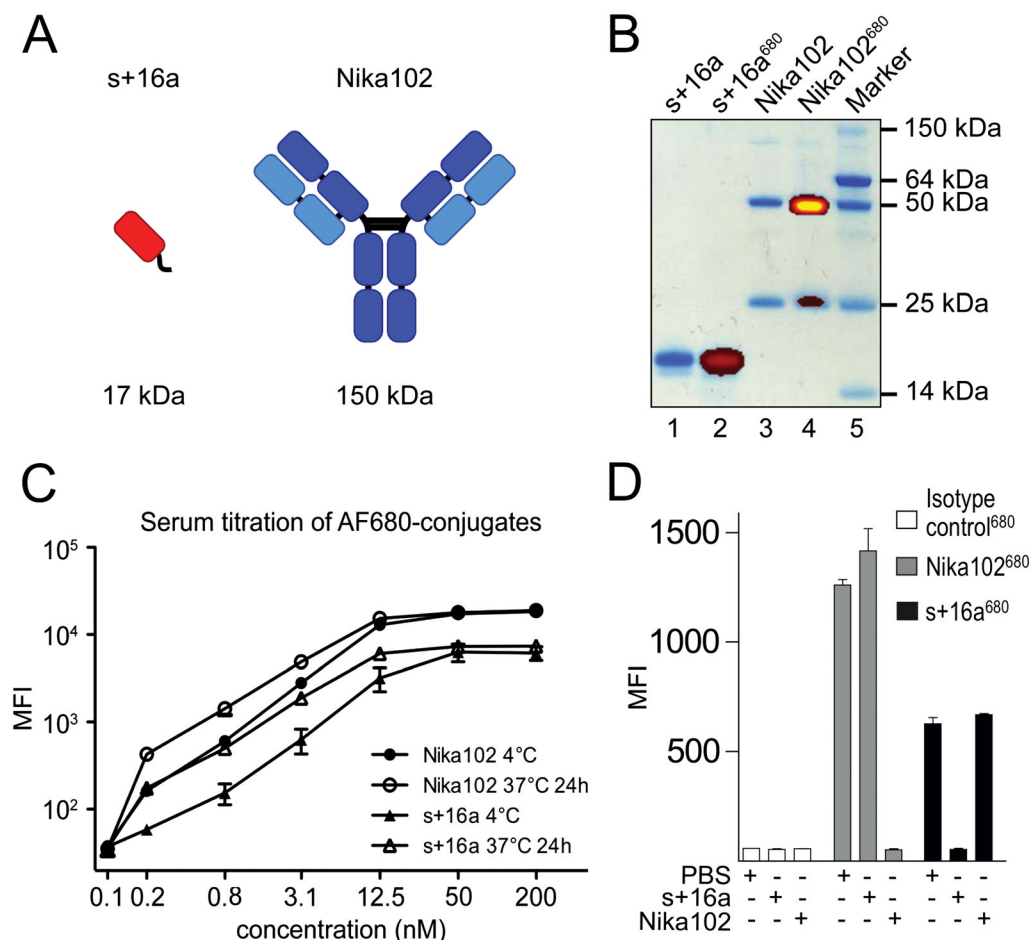 A
s+16a Nika102
17 kDa 150 kDa
B
s+16a s+16a⁶⁸⁰ Nika102 Nika102⁶⁸⁰ Marker
150 kDa
64 kDa
50 kDa
25 kDa
14 kDa
1 2 3 4 5
C
Serum titration of AF680-conjugates
MFI
10⁵
10⁴
10³
10²
Nika102 4°C
Nika102 37°C 24h
s+16a 4°C
s+16a 37°C 24h
0.1 0.2 0.8 3.1 12.5 50 200
concentration (nM)
D
Isotype
control⁶⁸⁰
Nika102⁶⁸⁰
s+16a⁶⁸⁰
MFI
1500
1000
500
PBS + - - + - - + - -
s+16a - + - - + - - + -
Nika102 - - + - - + - - +